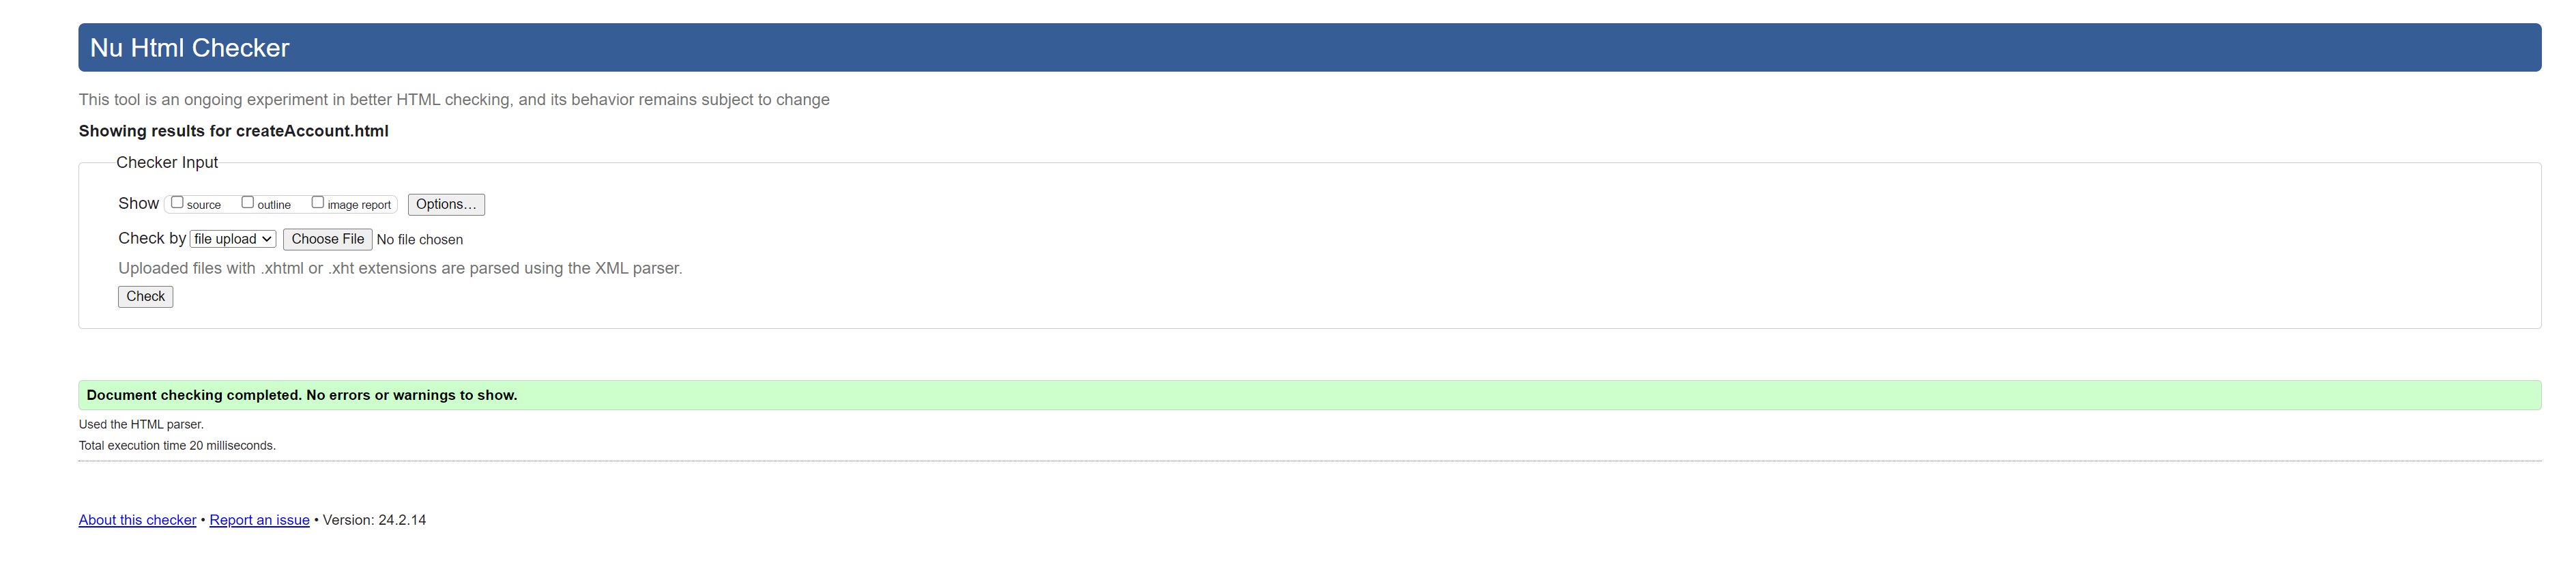 Nu Html Checker
This tool is an ongoing experiment in better HTML checking, and its behavior remains subject to change
Showing results for createAccount.html
Checker Input
Show source outline image report Options…
Check by file upload Choose File No file chosen
Uploaded files with .xhtml or .xht extensions are parsed using the XML parser.
Check
Document checking completed. No errors or warnings to show.
Used the HTML parser.
Total execution time 20 milliseconds.
About this checker • Report an issue • Version: 24.2.14